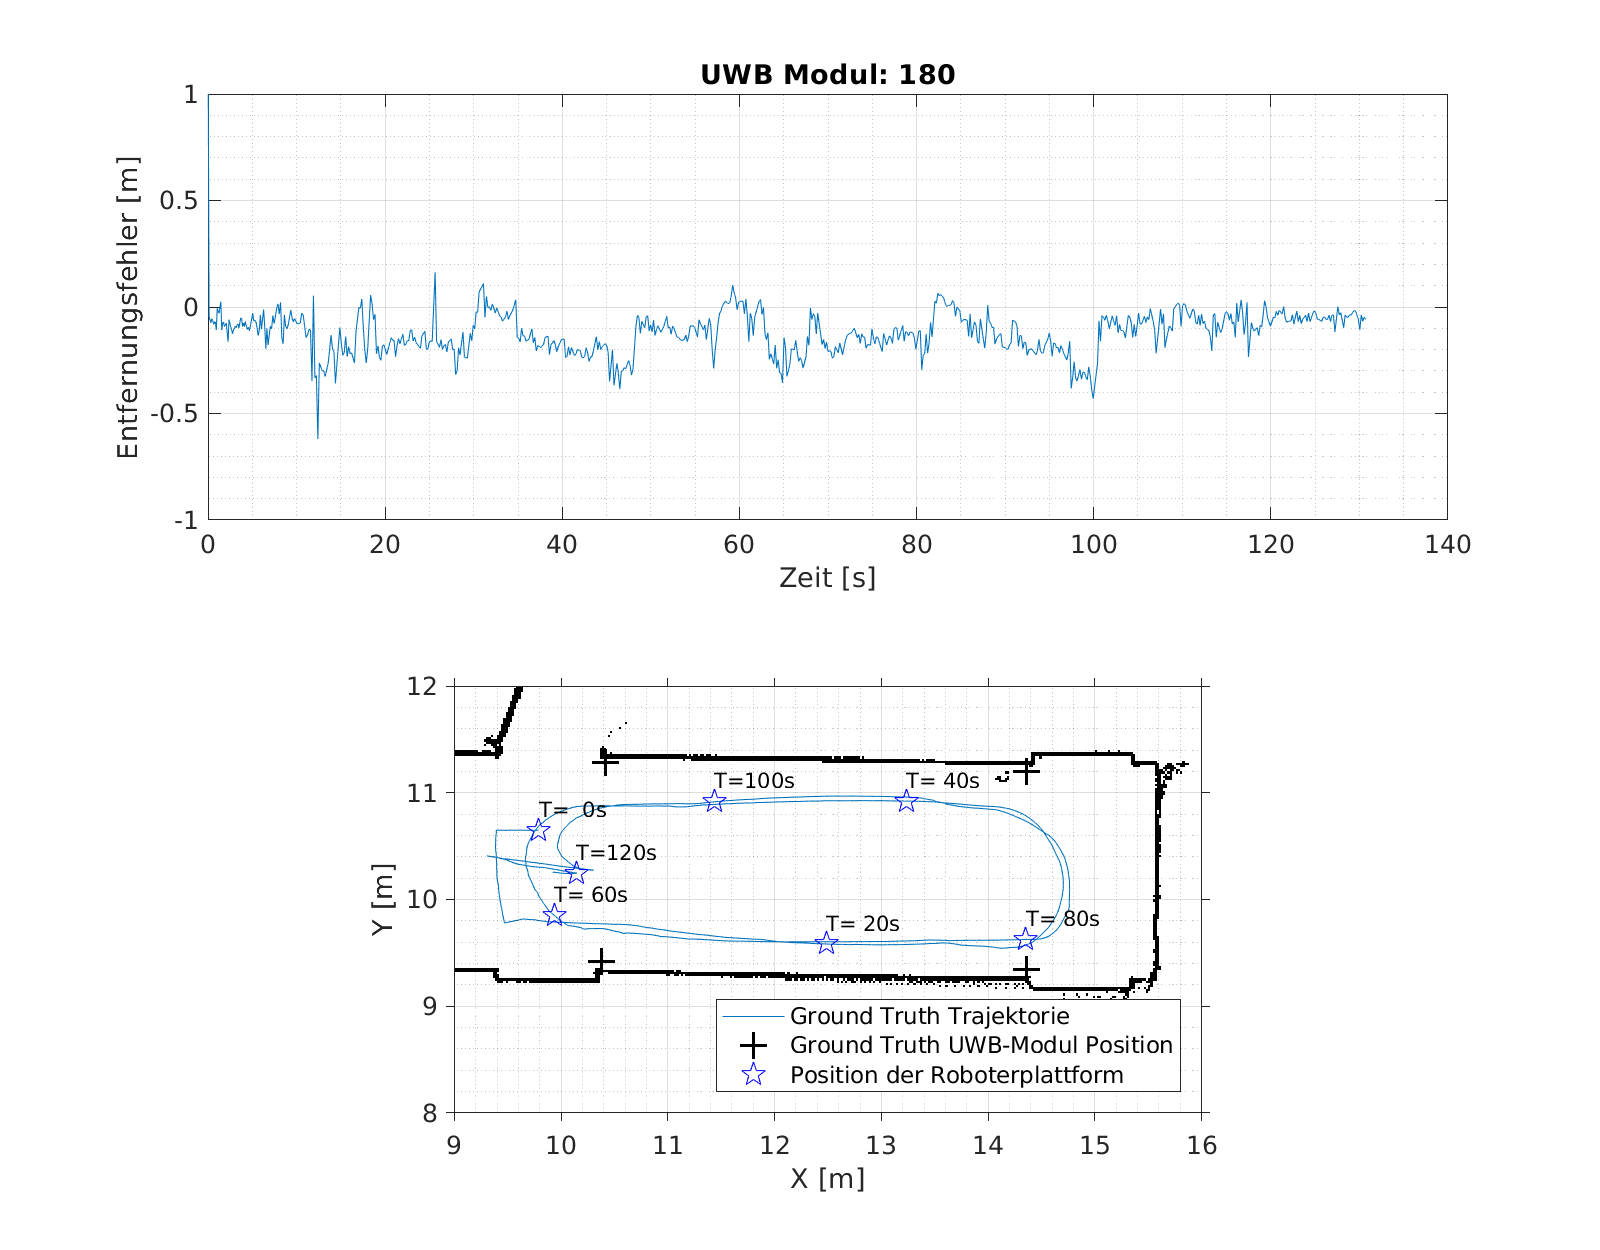 UWB Modul: 180
1
0.5
0
-0.5
-1
Entfernungsfehler [m]
0 20 40 60 80 100 120 140
Zeit [s]
12
11
10
9
8
Y [m]
T=100s
T= 40s
T= 0s
T=120s
T= 60s
T= 20s
T= 80s
Ground Truth Trajektorie
Ground Truth UWB-Modul Position
Position der Roboterplattform
9 10 11 12 13 14 15 16
X [m]